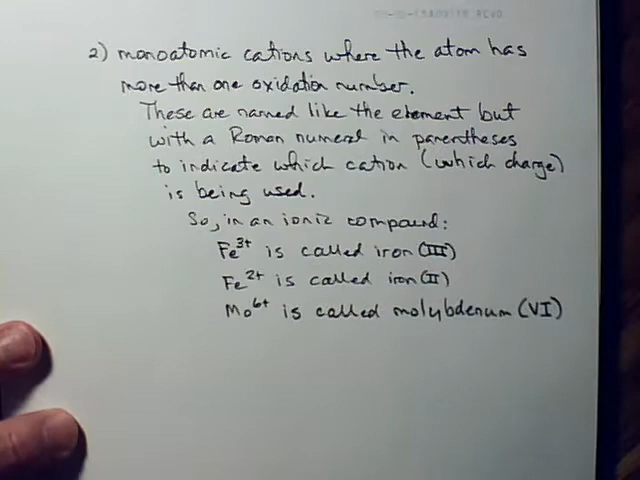 2) monoatomic cations where the atom has
more than one oxidation number.
These are named like the element but
with a Roman numeral in parentheses
to indicate which cation (which charge)
is being used.
So, in an ionic compound:
Fe³⁺ is called iron (III)
Fe²⁺ is called iron (II)
Mo⁶⁺ is called molybdenum (VI)